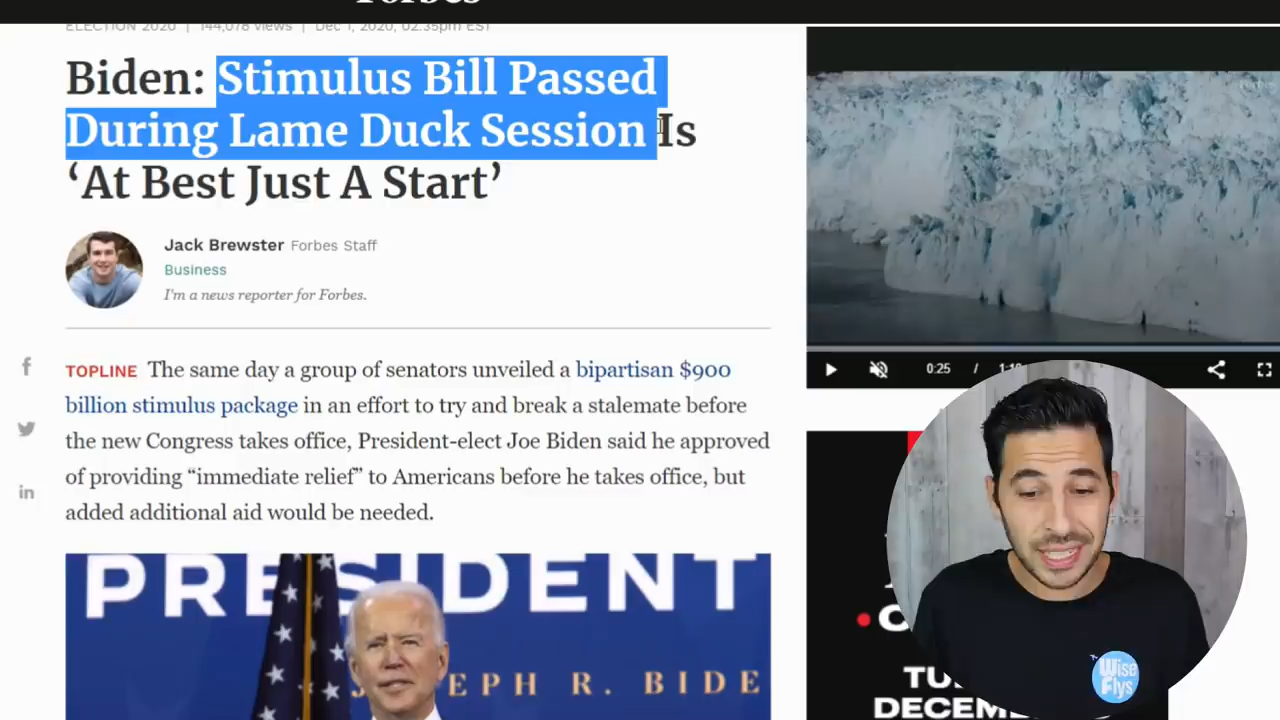 Forbes
ELECTION 2020 | 144,078 views | Dec 1, 2020, 02:35pm EST
Biden: Stimulus Bill Passed
During Lame Duck Session Is
‘At Best Just A Start’
Jack Brewster Forbes Staff
Business
I'm a news reporter for Forbes.
TOPLINE The same day a group of senators unveiled a bipartisan $900
billion stimulus package in an effort to try and break a stalemate before
the new Congress takes office, President-elect Joe Biden said he approved
of providing “immediate relief” to Americans before he takes office, but
added additional aid would be needed.
PRESIDENT
EPH R. BIDE
0:25 /
Wise
Flys
DECEM